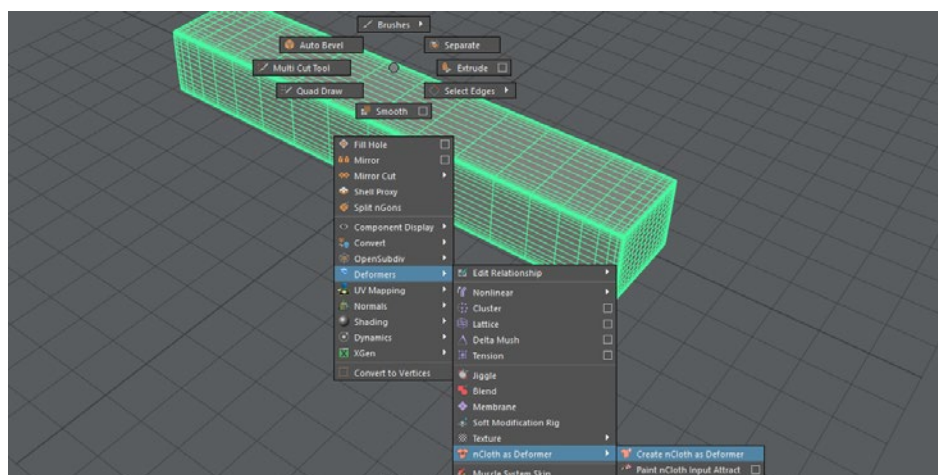 Brushes
Auto Bevel
Separate
Multi Cut Tool
Extrude
Quad Draw
Select Edges
Smooth
Fill Hole
Mirror
Mirror Cut
Shell Proxy
Split nGons
Component Display
Convert
OpenSubdiv
Deformers
UV Mapping
Normals
Shading
Dynamics
XGen
Convert to Vertices
Edit Relationship
Nonlinear
Cluster
Lattice
Delta Mush
Tension
Jiggle
Blend
Membrane
Soft Modification Rig
Texture
nCloth as Deformer
Muscle System Skin
Create nCloth as Deformer
Paint nCloth Input Attract